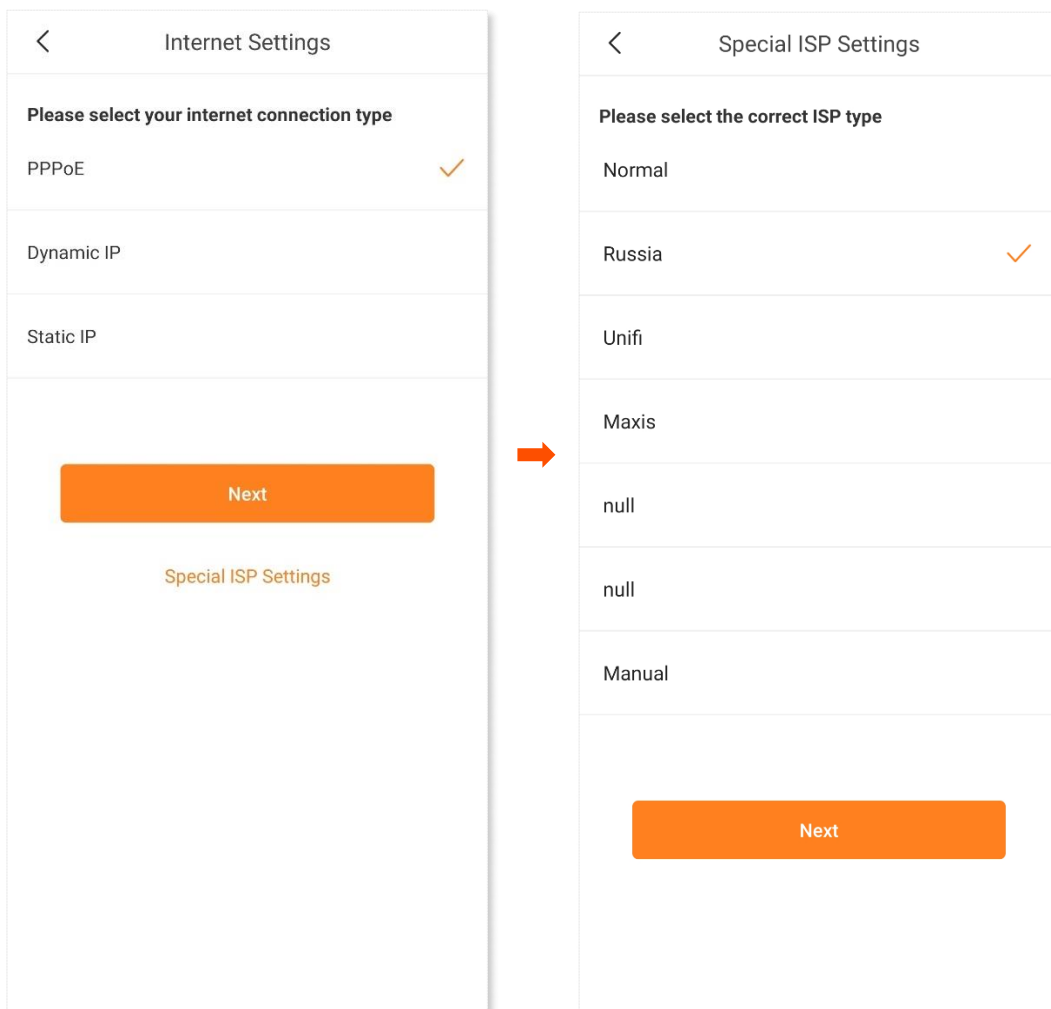 Internet Settings
Please select your internet connection type
PPPoE
Dynamic IP
Static IP
Next
Special ISP Settings
Special ISP Settings
Please select the correct ISP type
Normal
Russia
Unifi
Maxis
null
null
Manual
Next